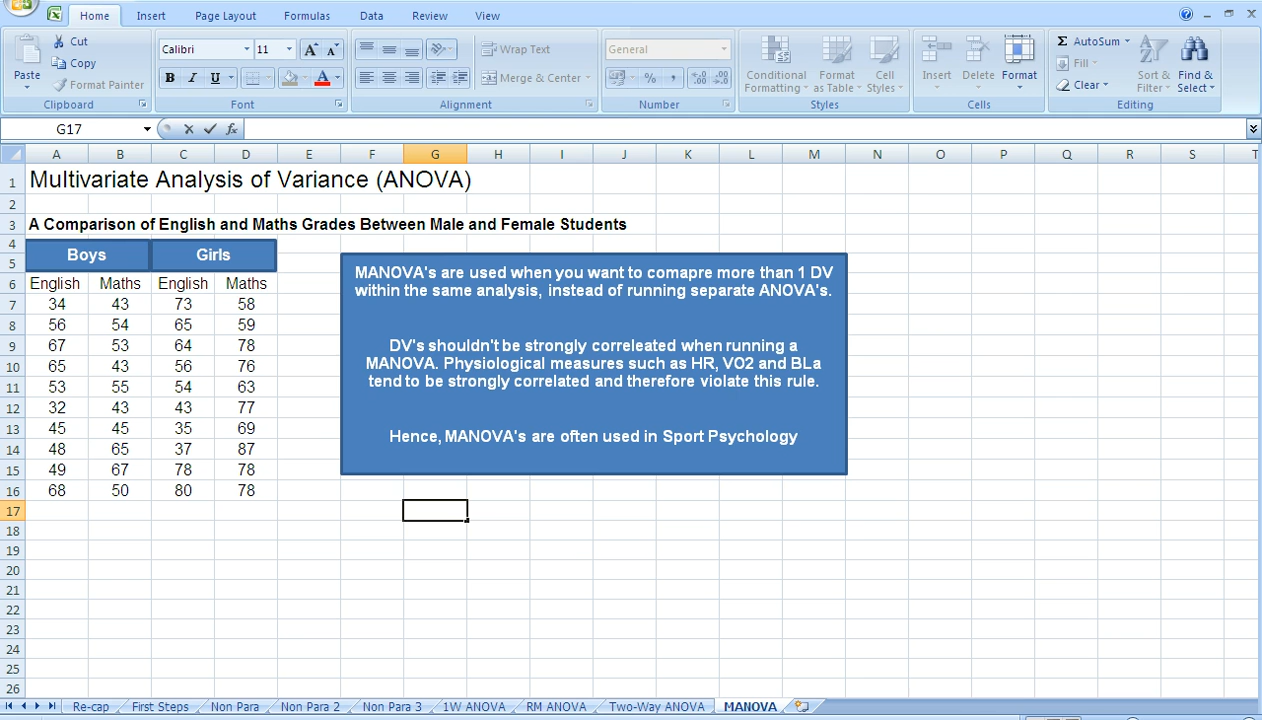 Home Insert Page Layout Formulas Data Review View
Cut Calibri 11 Wrap Text General AutoSum
Copy Fill
Paste Format Painter B I U Merge & Center % , Conditional Formatting Format as Table Cell Styles Insert Delete Format Clear Sort & Filter Find & Select
Clipboard Font Alignment Number Styles Cells Editing
G17 fx
A B C D E F G H I J K L M N O P Q R S T
1 Multivariate Analysis of Variance (ANOVA)
2
3 A Comparison of English and Maths Grades Between Male and Female Students
4
Boys Girls
5
6 English Maths English Maths
7 34 43 73 58
8 56 54 65 59
9 67 53 64 78
10 65 43 56 76
11 53 55 54 63
12 32 43 43 77
13 45 45 35 69
14 48 65 37 87
15 49 67 78 78
16 68 50 80 78
MANOVA's are used when you want to comapre more than 1 DV
within the same analysis, instead of running separate ANOVA's.
DV's shouldn't be strongly correleated when running a
MANOVA. Physiological measures such as HR, VO2 and BLa
tend to be strongly correlated and therefore violate this rule.
Hence, MANOVA's are often used in Sport Psychology
17
18
19
20
21
22
23
24
25
26
Re-cap First Steps Non Para Non Para 2 Non Para 3 1W ANOVA RM ANOVA Two-Way ANOVA MANOVA